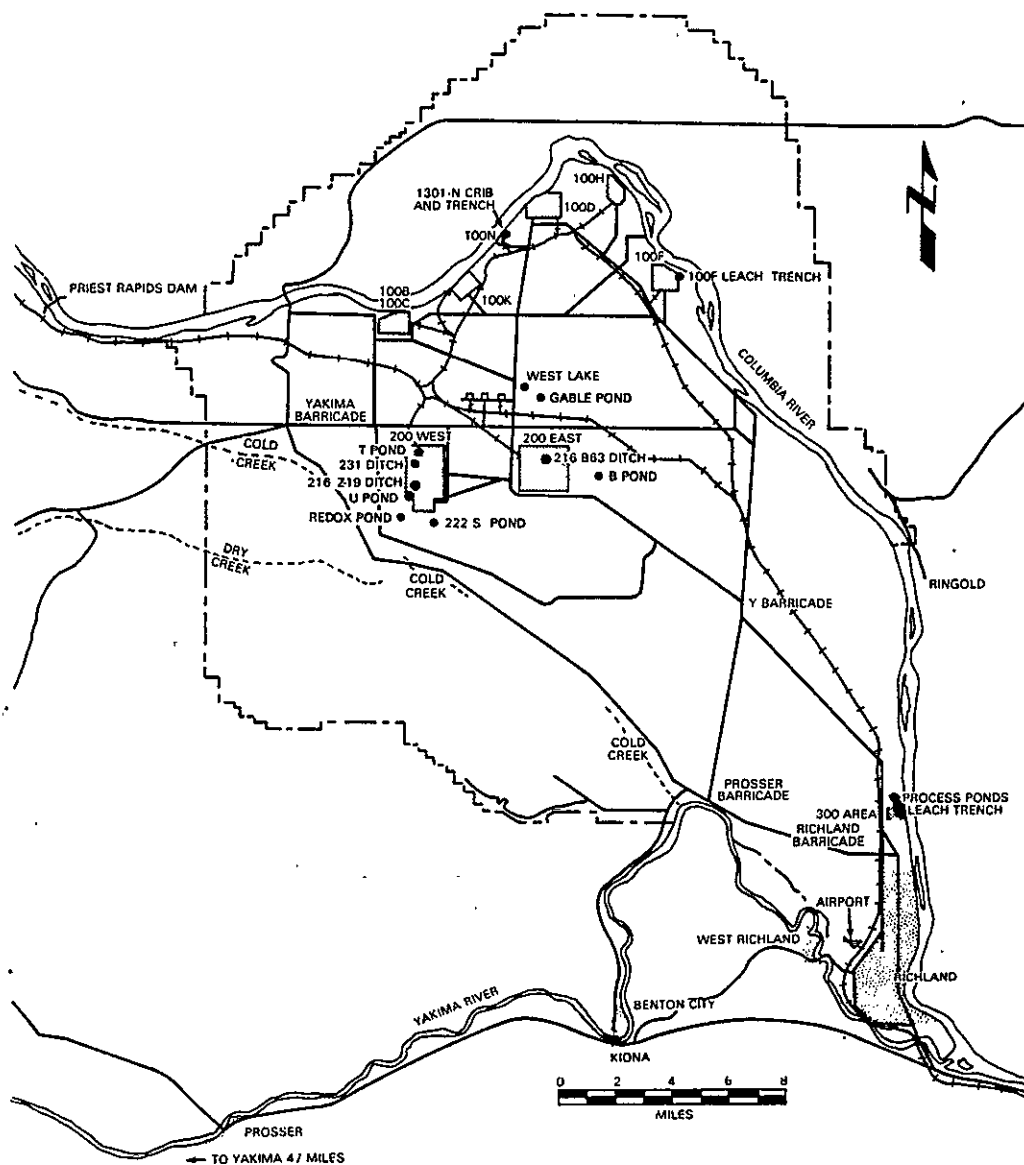 1301-N CRIB
AND TRENCH
100H
100D
100N
100F
100F LEACH TRENCH
PRIEST RAPIDS DAM
100B
100C
100K
COLUMBIA RIVER
WEST LAKE
GABLE POND
YAKIMA
BARRICADE
200 WEST
200 EAST
COLD
CREEK
T POND
231 DITCH
216 Z-19 DITCH
U POND
REDOX POND
222 S POND
216 B63 DITCH
B POND
DRY
CREEK
COLD
CREEK
RINGOLD
Y BARRICADE
COLD
CREEK
PROSSER
BARRICADE
PROCESS PONDS
LEACH TRENCH
300 AREA
RICHLAND
BARRICADE
AIRPORT
WEST RICHLAND
RICHLAND
YAKIMA RIVER
BENTON CITY
KIONA
0 2 4 6 8
MILES
PROSSER
TO YAKIMA 47 MILES